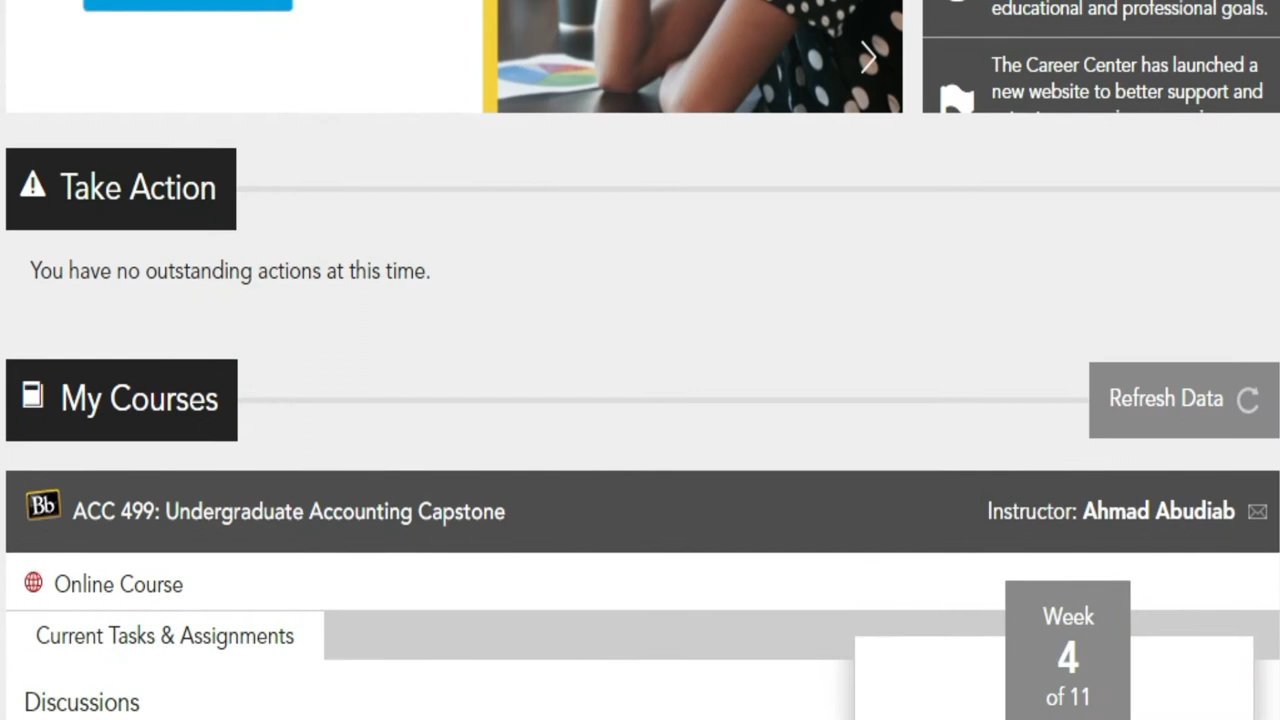 educational and professional goals.
The Career Center has launched a
new website to better support and
Take Action
You have no outstanding actions at this time.
My Courses
Refresh Data
Bb ACC 499: Undergraduate Accounting Capstone
Instructor: Ahmad Abudiab
Online Course
Current Tasks & Assignments
Week
4
of 11
Discussions